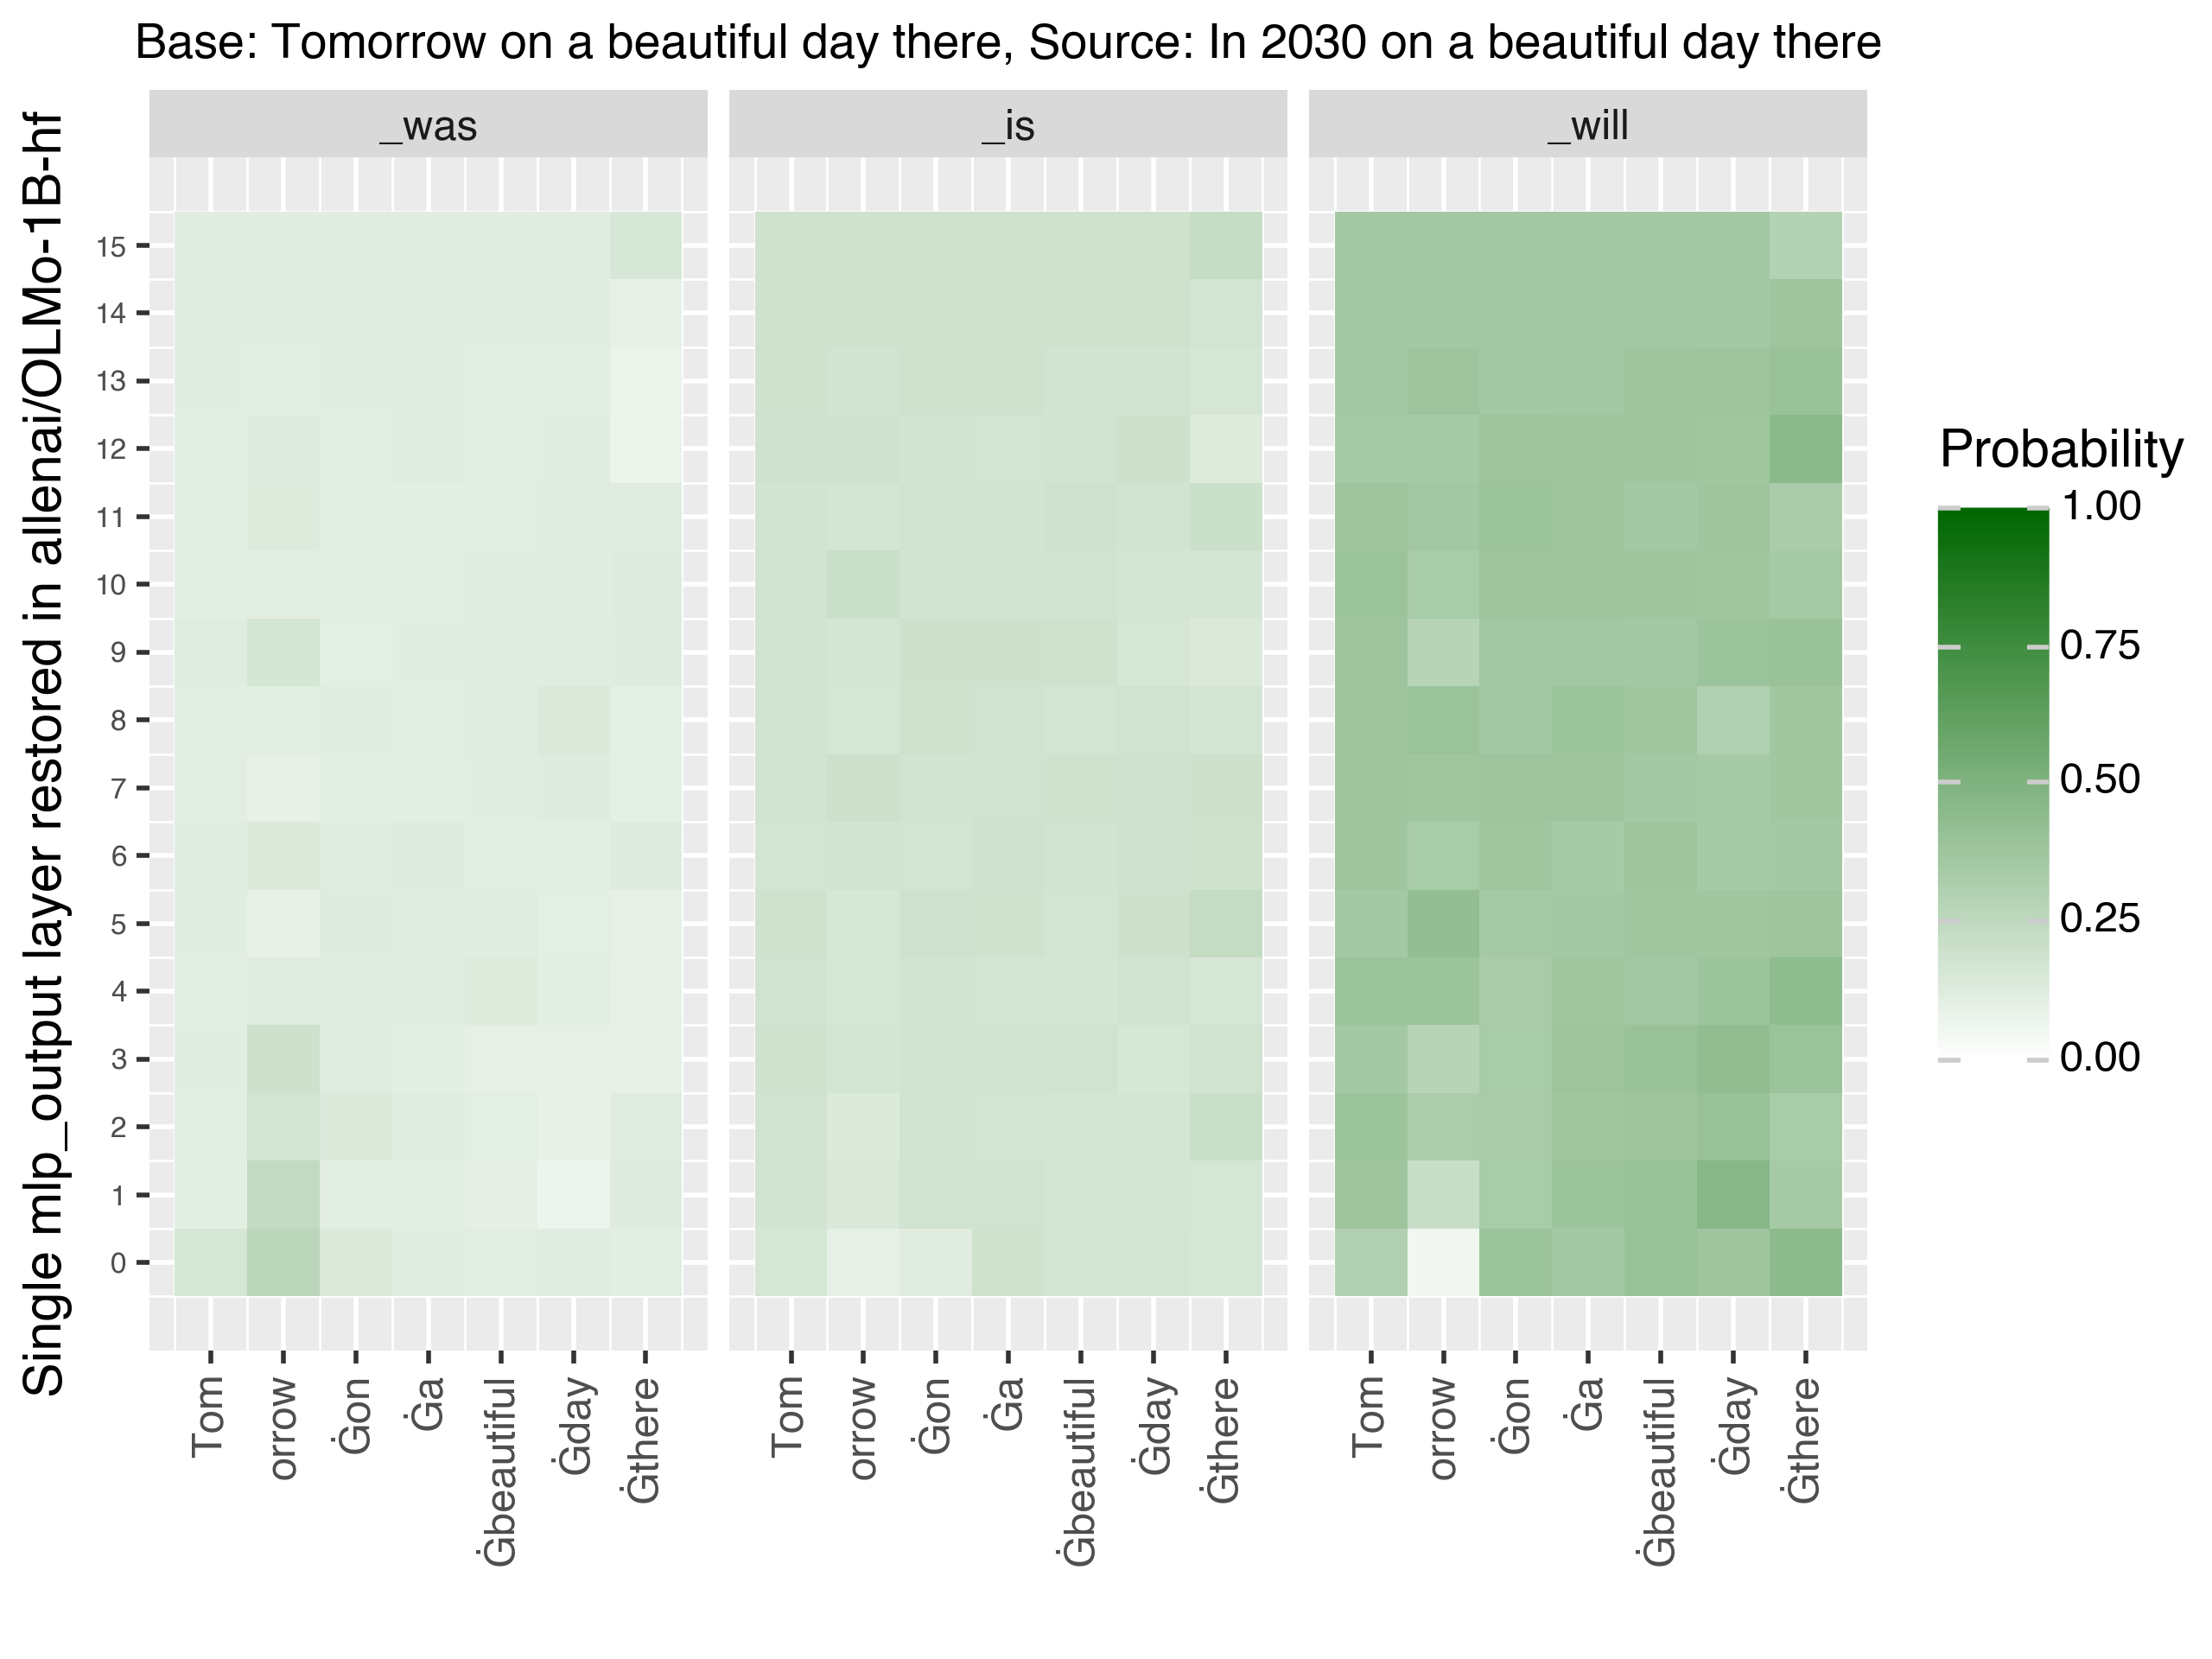 Base: Tomorrow on a beautiful day there, Source: In 2030 on a beautiful day there
Single mlp_output layer restored in allenai/OLMo-1B-hf
_was
_is
_will
15
14
13
12
11
10
9
8
7
6
5
4
3
2
1
0
Tom
orrow
Ġon
Ġa
Ġbeautiful
Ġday
Ġthere
Tom
orrow
Ġon
Ġa
Ġbeautiful
Ġday
Ġthere
Tom
orrow
Ġon
Ġa
Ġbeautiful
Ġday
Ġthere
Probability
1.00
0.75
0.50
0.25
0.00